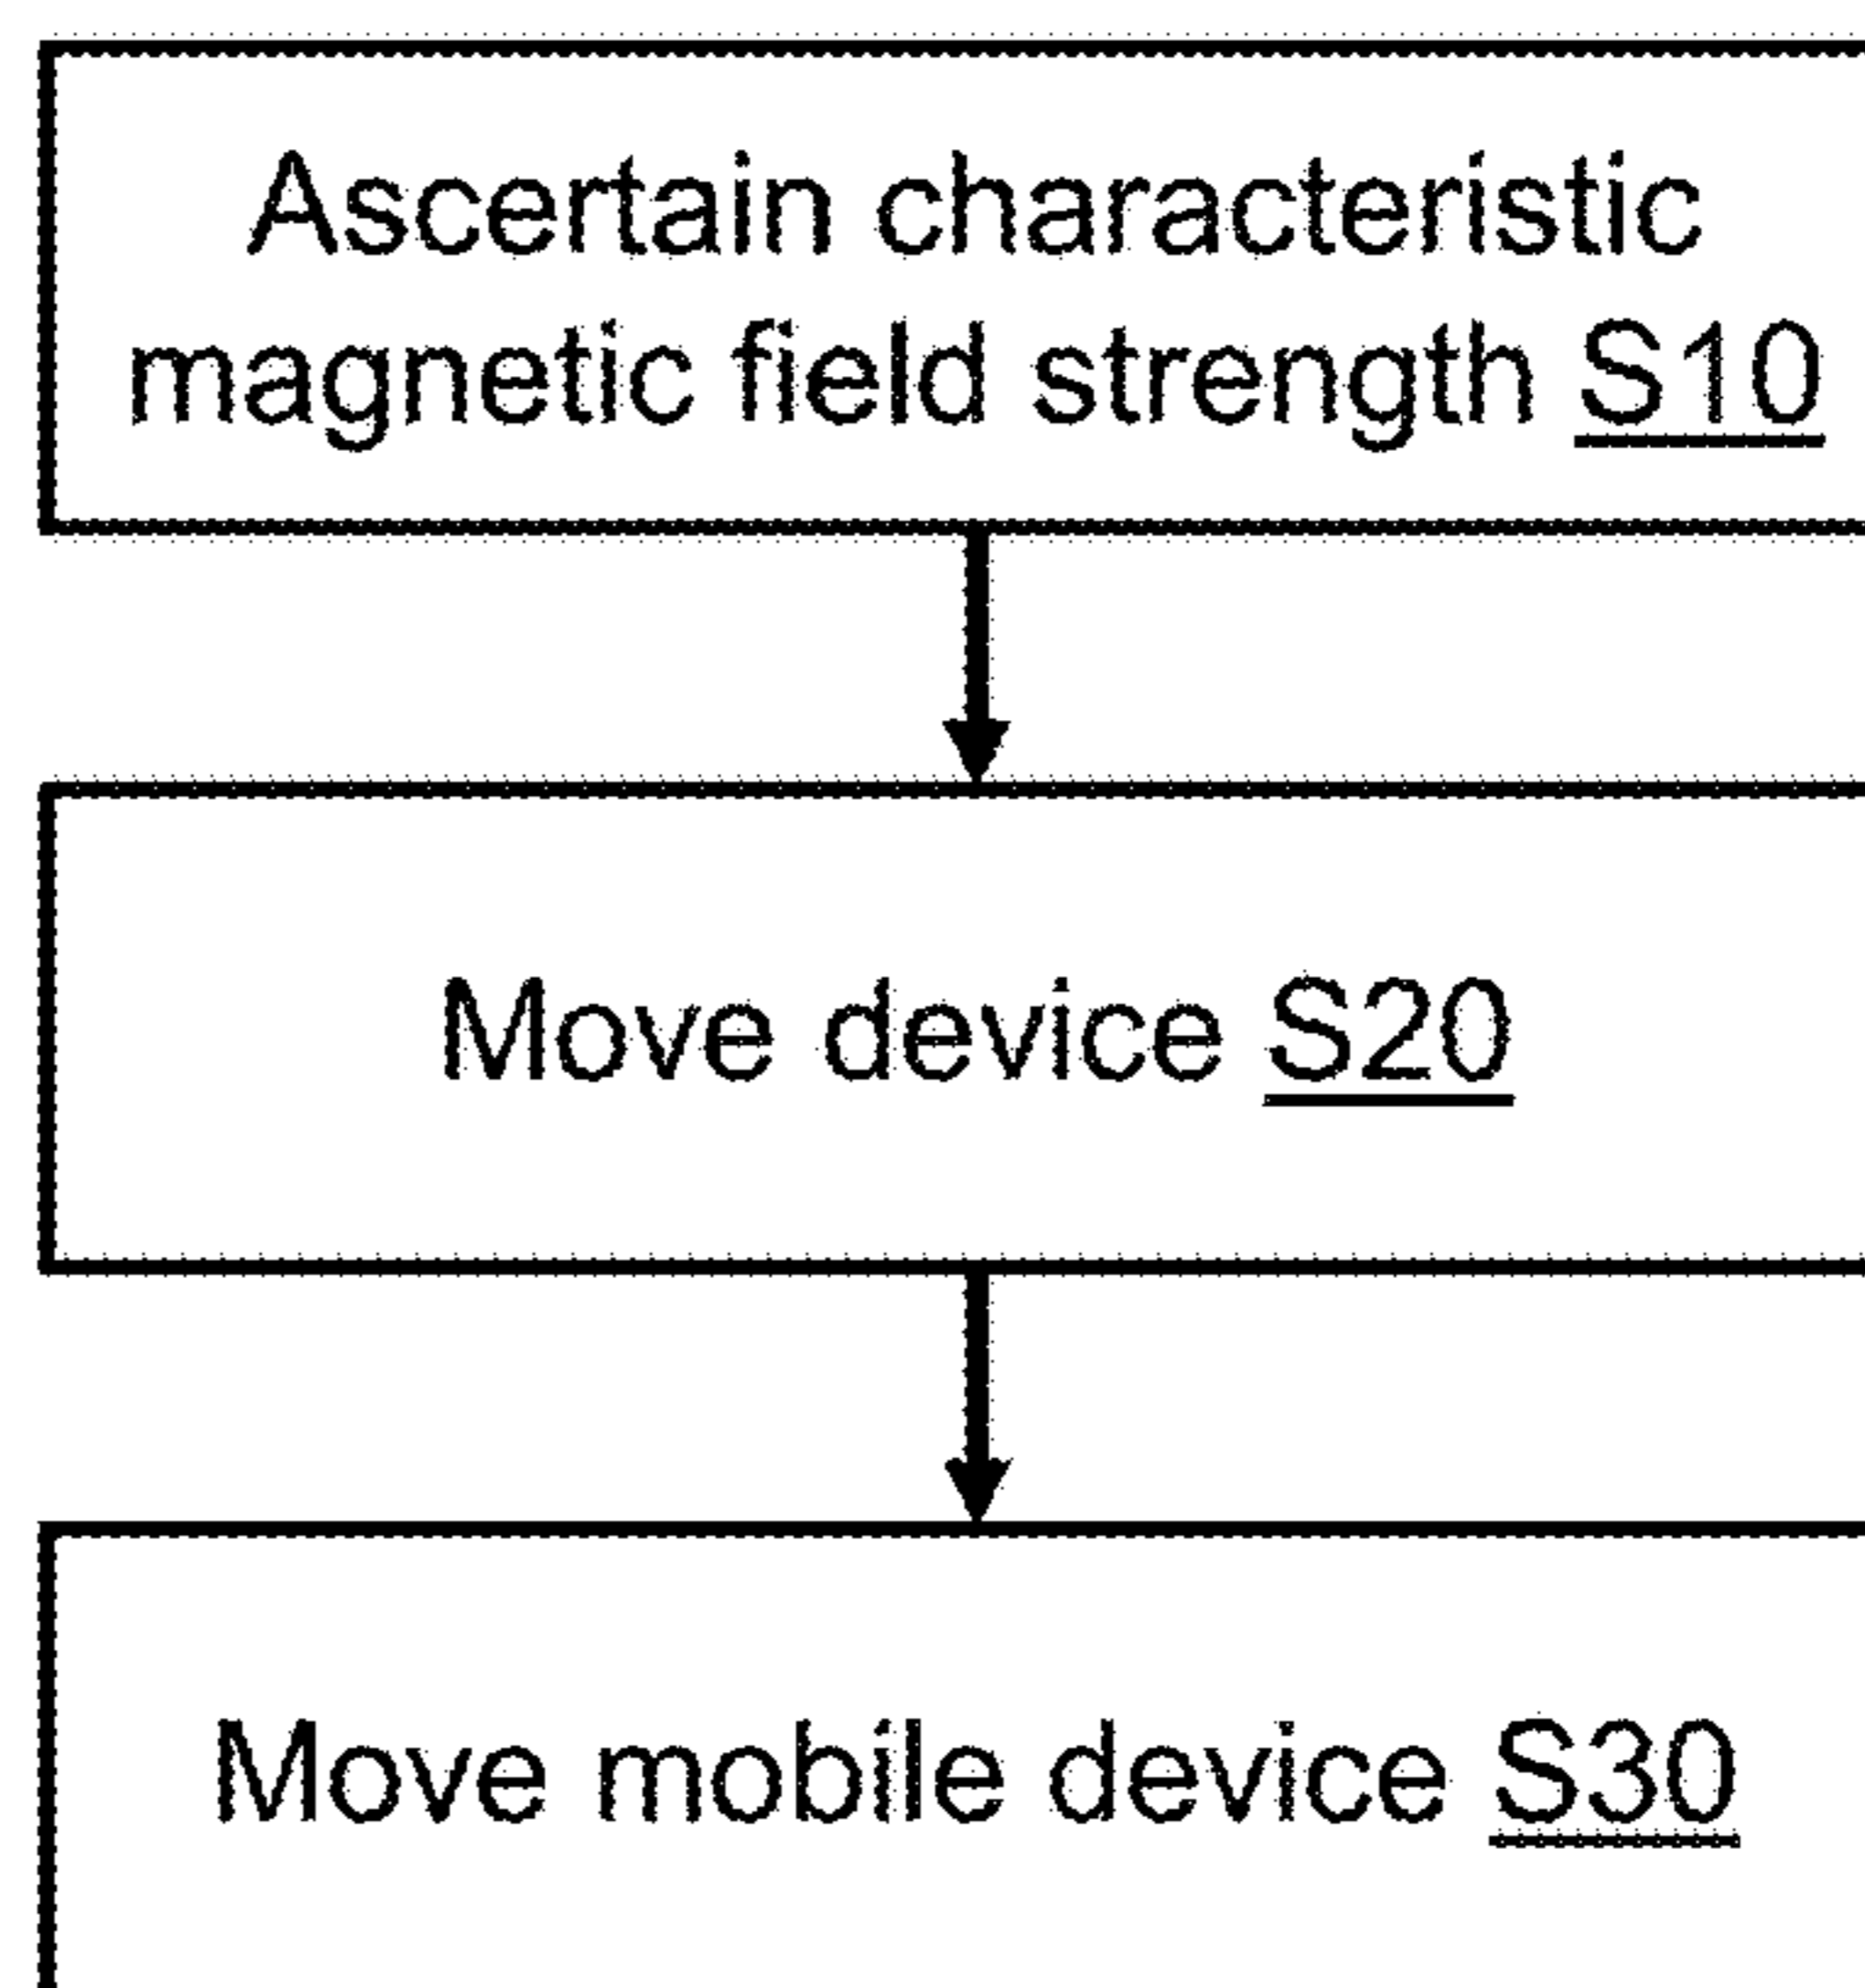 Ascertain characteristic
magnetic field strength S10
Move device S20
Move mobile device S30